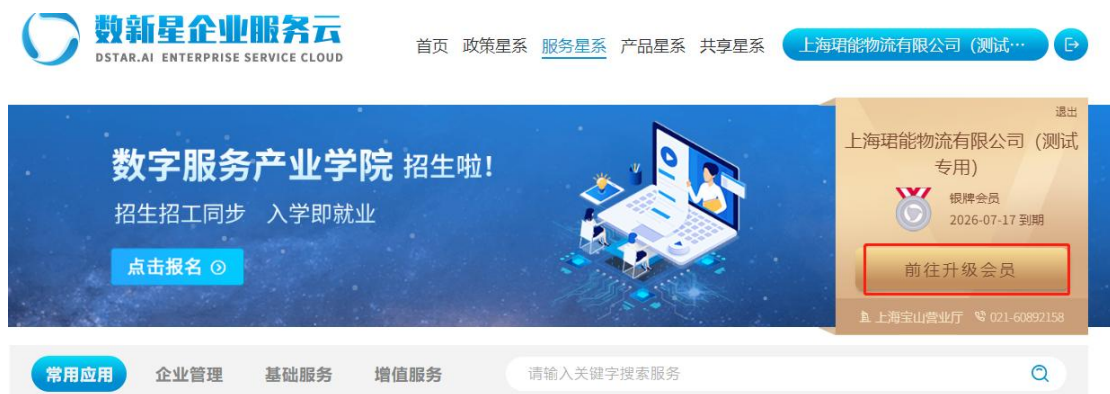 数新星企业服务云
DSTAR.AI ENTERPRISE SERVICE CLOUD
首页 政策星系 服务星系 产品星系 共享星系 上海珺能物流有限公司（测试…
退出
上海珺能物流有限公司（测试
专用）
银牌会员
2026-07-17 到期
前往升级会员
上海宝山营业厅 021-60892158
数字服务产业学院 招生啦！
招生招工同步 入学即就业
点击报名
常用应用 企业管理 基础服务 增值服务 请输入关键字搜索服务